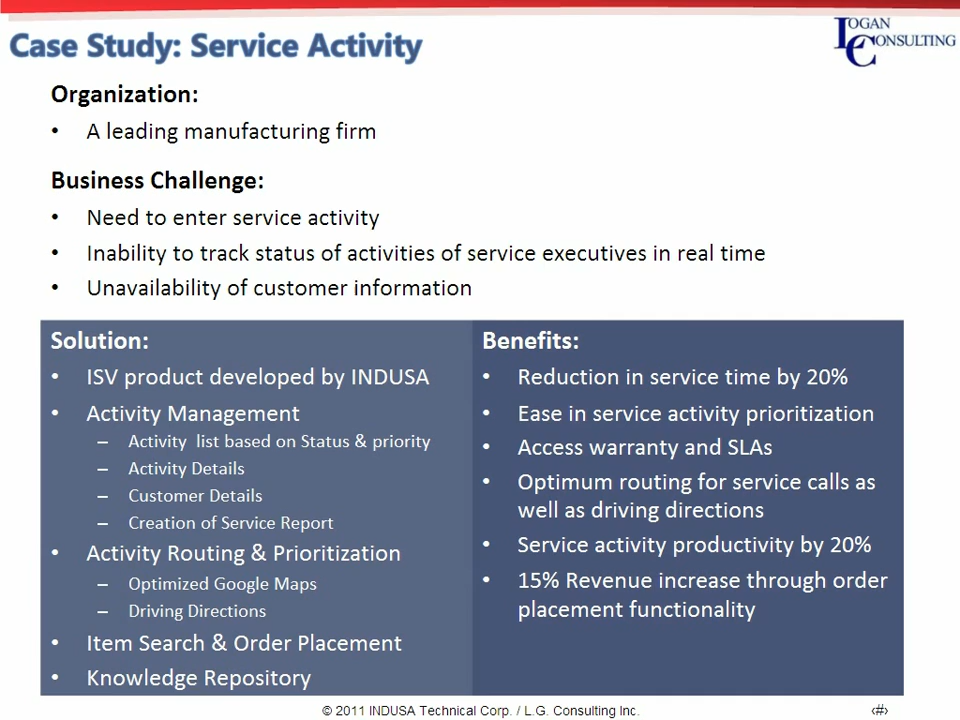 Case Study: Service Activity
LOGAN
CONSULTING
Organization:
• A leading manufacturing firm
Business Challenge:
• Need to enter service activity
• Inability to track status of activities of service executives in real time
• Unavailability of customer information
Solution:
• ISV product developed by INDUSA
• Activity Management
– Activity list based on Status & priority
– Activity Details
– Customer Details
– Creation of Service Report
• Activity Routing & Prioritization
– Optimized Google Maps
– Driving Directions
• Item Search & Order Placement
• Knowledge Repository
Benefits:
• Reduction in service time by 20%
• Ease in service activity prioritization
• Access warranty and SLAs
• Optimum routing for service calls as
well as driving directions
• Service activity productivity by 20%
• 15% Revenue increase through order
placement functionality
© 2011 INDUSA Technical Corp. / L.G. Consulting Inc.
‹#›